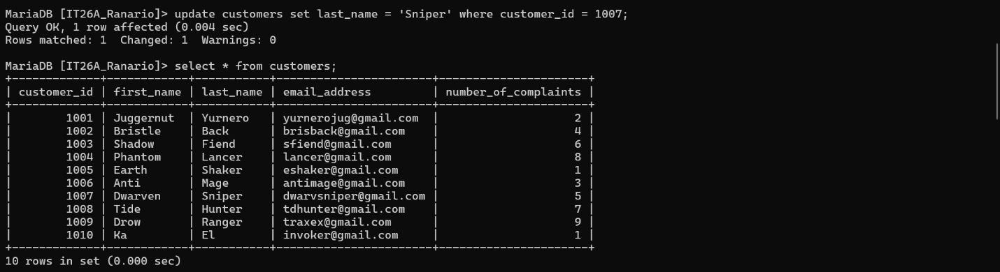 MariaDB [IT26A_Ranario]> update customers set last_name = 'Sniper' where customer_id = 1007;
Query OK, 1 row affected (0.004 sec)
Rows matched: 1  Changed: 1  Warnings: 0

MariaDB [IT26A_Ranario]> select * from customers;
+-------------+------------+-----------+----------------------+----------------------+
| customer_id | first_name | last_name | email_address        | number_of_complaints |
+-------------+------------+-----------+----------------------+----------------------+
|        1001 | Juggernut  | Yurnero   | yurnerojug@gmail.com |                    2 |
|        1002 | Bristle    | Back      | brisback@gmail.com   |                    4 |
|        1003 | Shadow     | Fiend     | sfiend@gmail.com     |                    6 |
|        1004 | Phantom    | Lancer    | lancer@gmail.com     |                    8 |
|        1005 | Earth      | Shaker    | eshaker@gmail.com    |                    1 |
|        1006 | Anti       | Mage      | antimage@gmail.com   |                    3 |
|        1007 | Dwarven    | Sniper    | dwarvsniper@gmail.com |                    5 |
|        1008 | Tide       | Hunter    | tdhunter@gmail.com   |                    7 |
|        1009 | Drow       | Ranger    | traxex@gmail.com     |                    9 |
|        1010 | Ka         | El        | invoker@gmail.com    |                    1 |
+-------------+------------+-----------+----------------------+----------------------+
10 rows in set (0.000 sec)